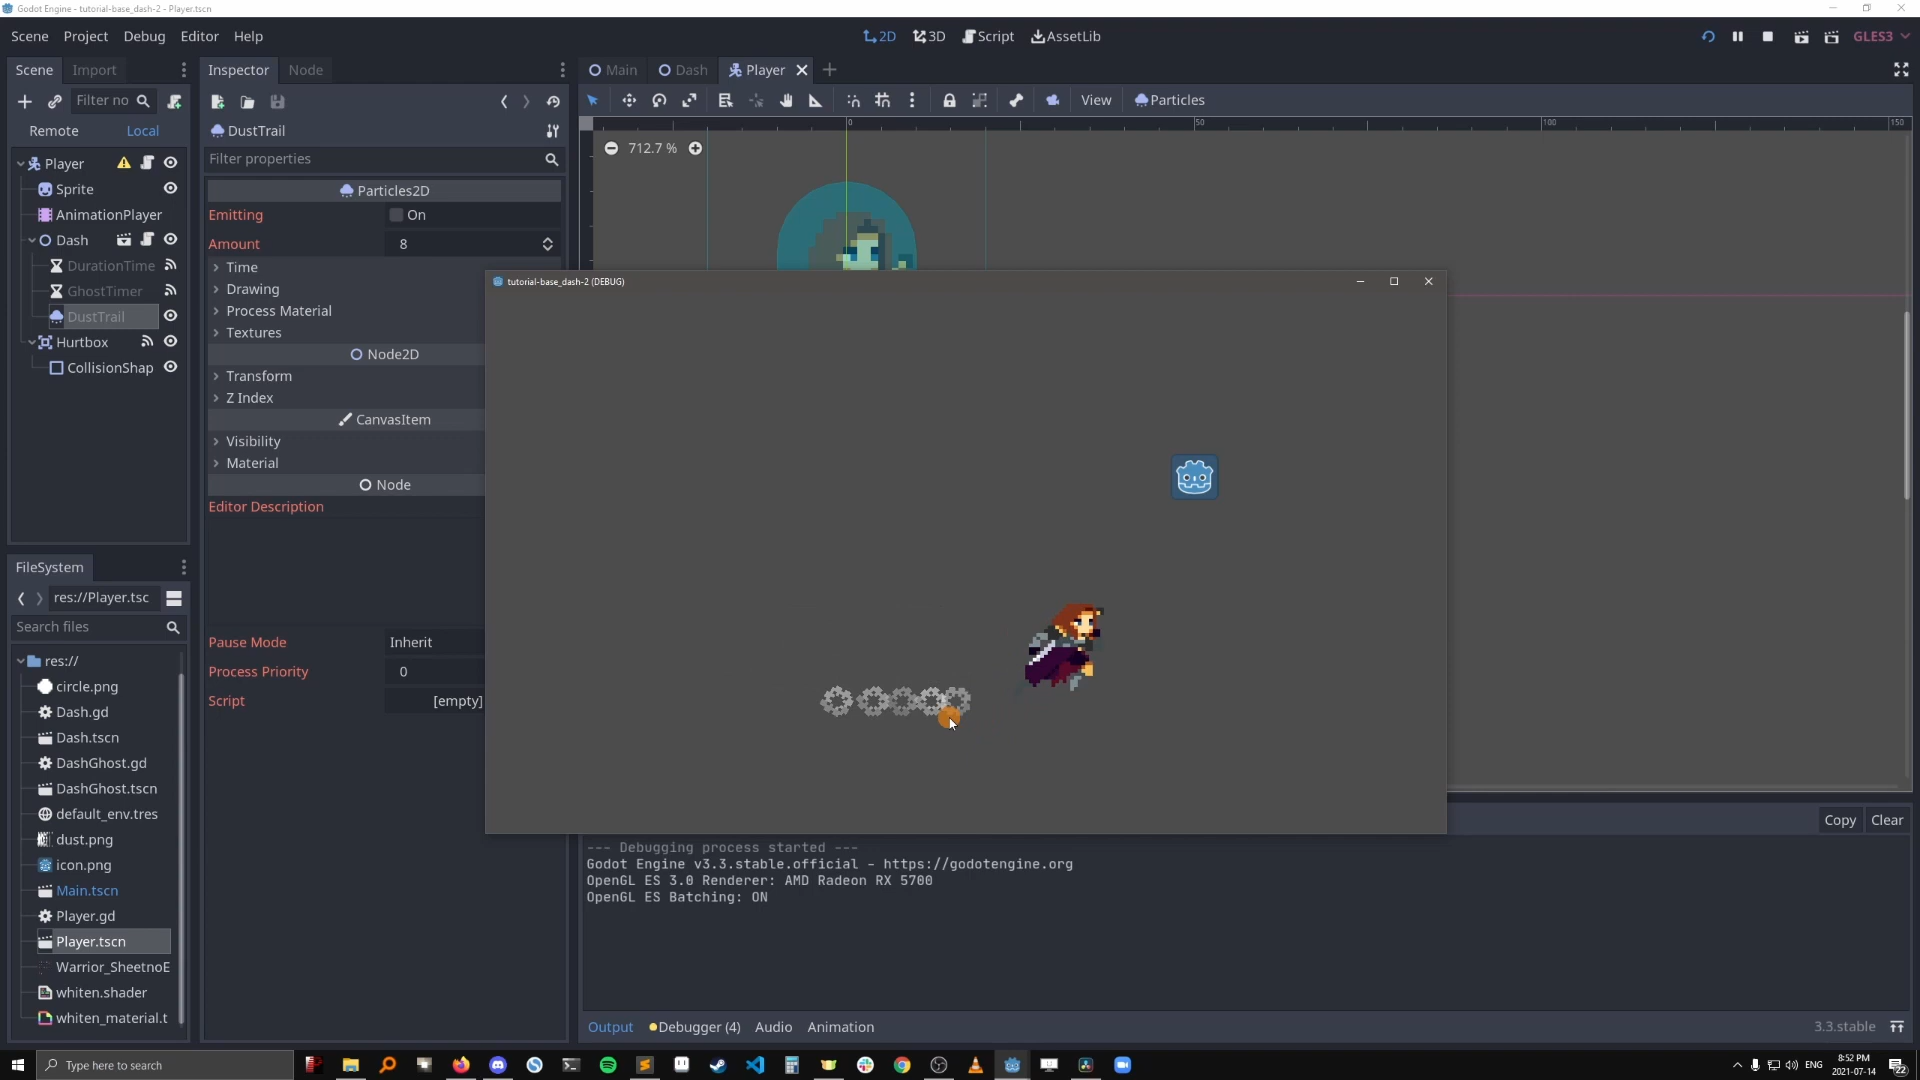 Godot Engine - tutorial-base_dash-2 - Player.tscn
Scene Project Debug Editor Help
2D 3D Script AssetLib
GLES3
Scene Import
Filter no
Remote Local
Player
Sprite
AnimationPlayer
Dash
DurationTime
GhostTimer
DustTrail
Hurtbox
CollisionShap
FileSystem
res://Player.tsc
Search files
res://
circle.png
Dash.gd
Dash.tscn
DashGhost.gd
DashGhost.tscn
default_env.tres
dust.png
icon.png
Main.tscn
Player.gd
Player.tscn
Warrior_SheetnoE
whiten.shader
whiten_material.t
Inspector Node
DustTrail
Filter properties
Particles2D
Emitting On
Amount 8
Time
Drawing
Process Material
Textures
Node2D
Transform
Z Index
CanvasItem
Visibility
Material
Node
Editor Description
Pause Mode Inherit
Process Priority 0
Script [empty]
Main Dash Player
View Particles
0 50 100 150
712.7 %
tutorial-base_dash-2 (DEBUG)
Copy Clear
--- Debugging process started ---
Godot Engine v3.3.stable.official - https://godotengine.org
OpenGL ES 3.0 Renderer: AMD Radeon RX 5700
OpenGL ES Batching: ON
Output Debugger (4) Audio Animation
3.3.stable
Type here to search
ENG
8:52 PM
2021-07-14
22